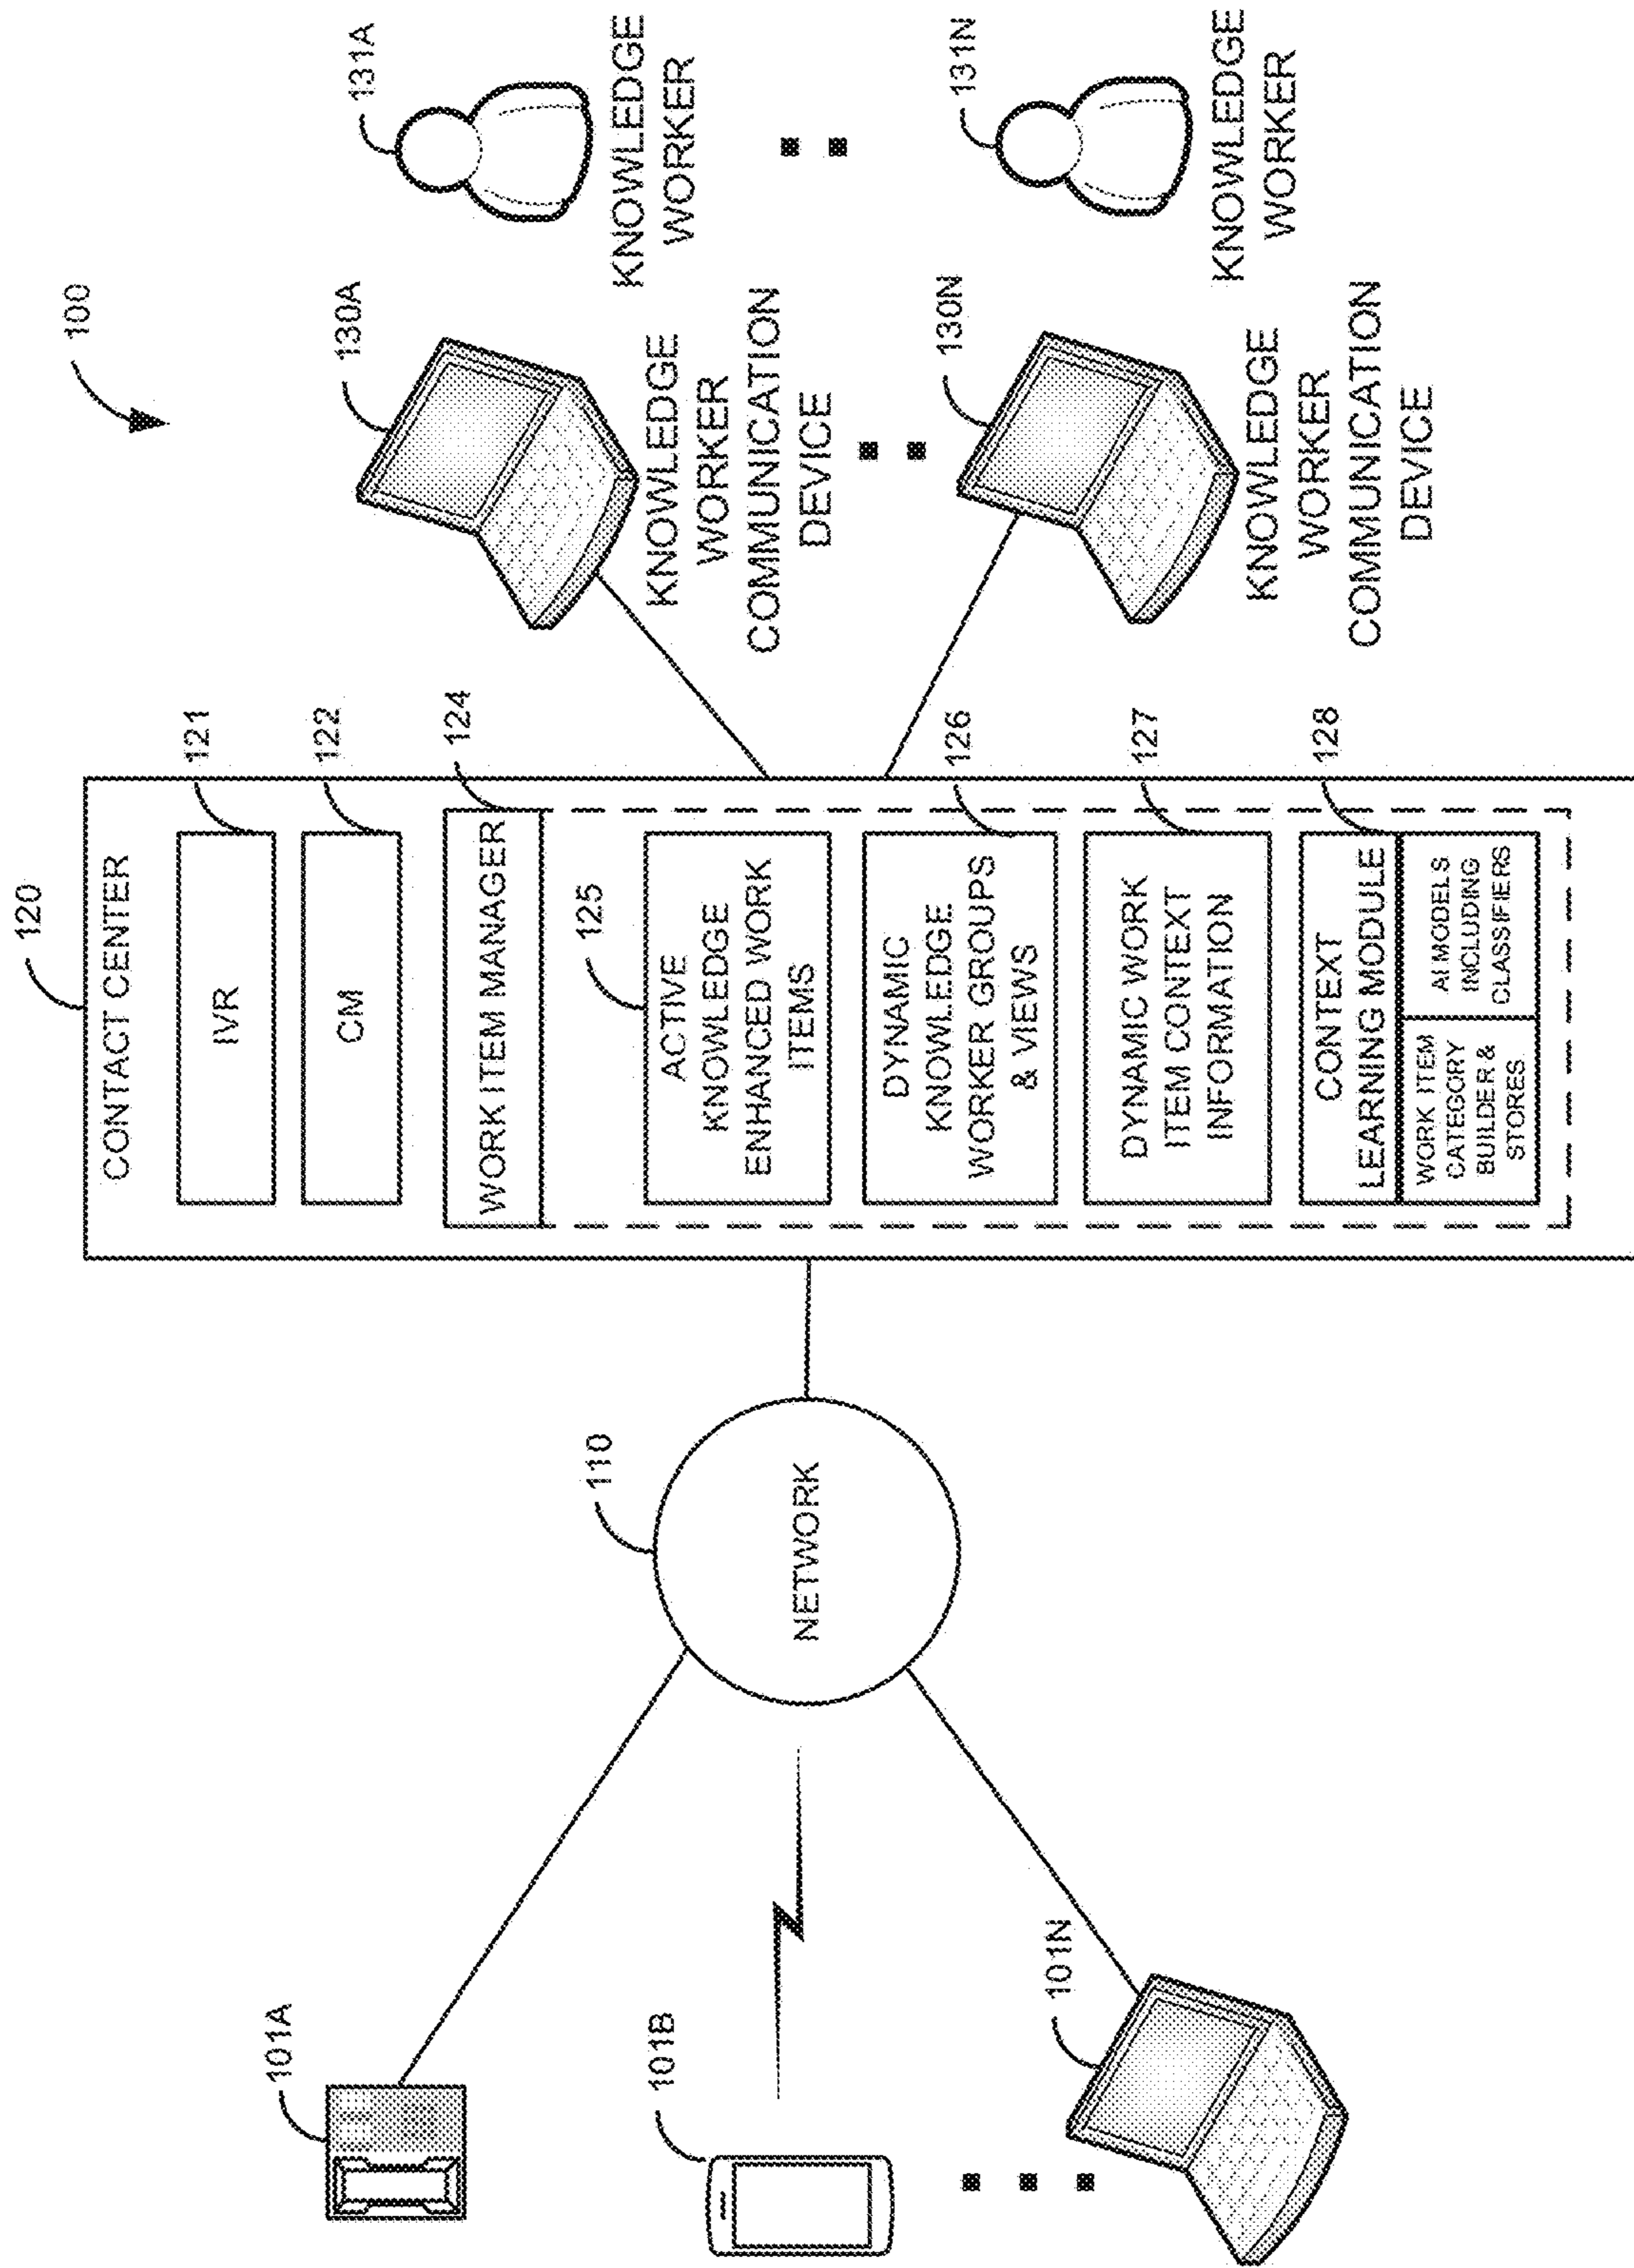 100
120
CONTACT CENTER
121
IVR
122
CM
124
WORK ITEM MANAGER
125
ACTIVE
KNOWLEDGE
ENHANCED WORK
ITEMS
126
DYNAMIC
KNOWLEDGE
WORKER GROUPS
& VIEWS
127
DYNAMIC WORK
ITEM CONTEXT
INFORMATION
128
CONTEXT
LEARNING MODULE
WORK ITEM
CATEGORY
BUILDER &
STORES
AI MODELS
INCLUDING
CLASSIFIERS
101A
101B
101N
110
NETWORK
130A
KNOWLEDGE
WORKER
COMMUNICATION
DEVICE
131A
KNOWLEDGE
WORKER
130N
KNOWLEDGE
WORKER
COMMUNICATION
DEVICE
131N
KNOWLEDGE
WORKER